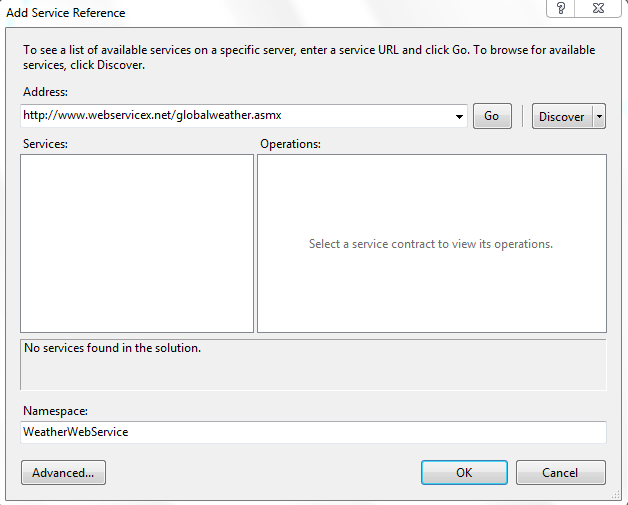 Add Service Reference
?
To see a list of available services on a specific server, enter a service URL and click Go. To browse for available
services, click Discover.
Address:
http://www.webservicex.net/globalweather.asmx
Go
Discover
Services:
Operations:
Select a service contract to view its operations.
No services found in the solution.
Namespace:
WeatherWebService
Advanced...
OK
Cancel